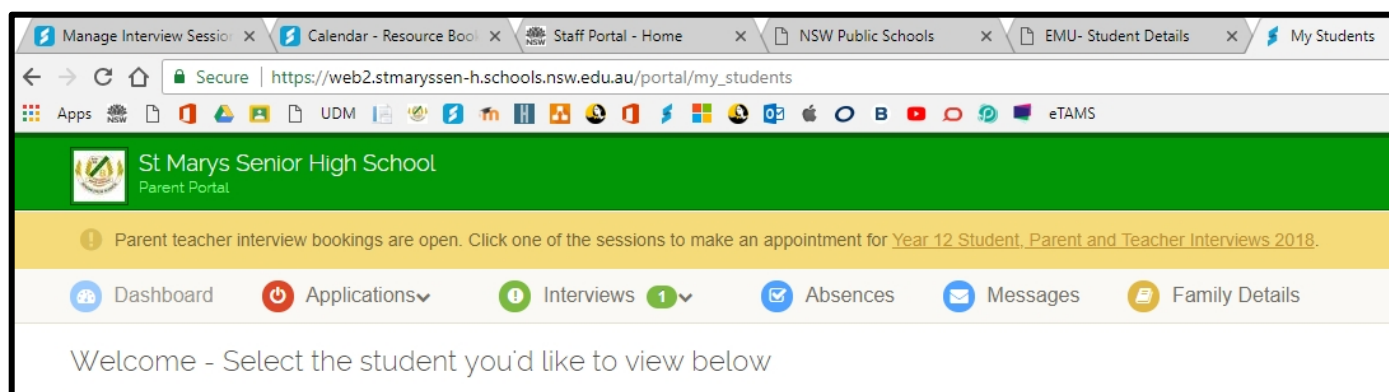 Manage Interview Session Calendar - Resource Book Staff Portal - Home NSW Public Schools EMU- Student Details My Students
Secure | https://web2.stmaryssen-h.schools.nsw.edu.au/portal/my_students
Apps UDM eTAMS
St Marys Senior High School
Parent Portal
Parent teacher interview bookings are open. Click one of the sessions to make an appointment for Year 12 Student, Parent and Teacher Interviews 2018.
Dashboard Applications Interviews 1 Absences Messages Family Details
Welcome - Select the student you'd like to view below